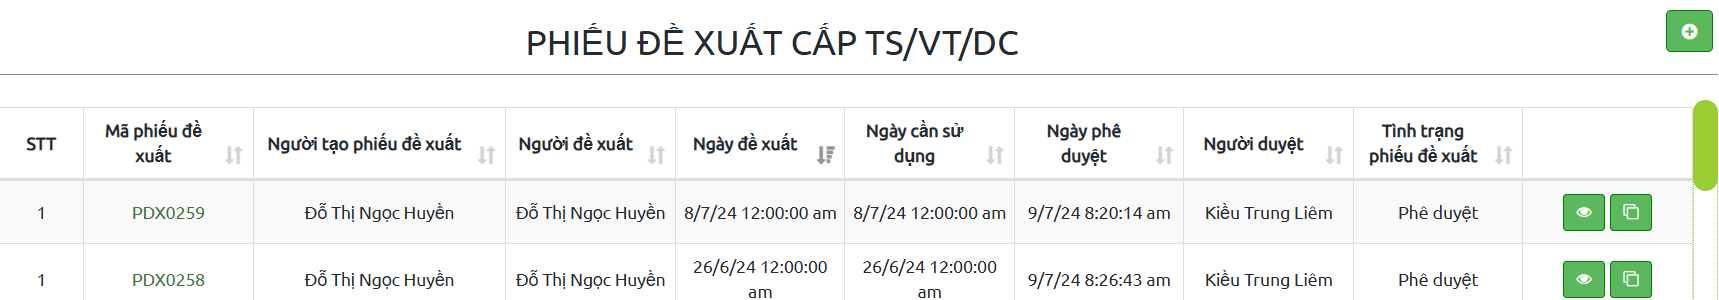 PHIẾU ĐỀ XUẤT CẤP TS/VT/DC
STT Mã phiếu đề xuất Người tạo phiếu đề xuất Người đề xuất Ngày đề xuất Ngày cần sử dụng Ngày phê duyệt Người duyệt Tình trạng phiếu đề xuất
1 PDX0259 Đỗ Thị Ngọc Huyền Đỗ Thị Ngọc Huyền 8/7/24 12:00:00 am 8/7/24 12:00:00 am 9/7/24 8:20:14 am Kiều Trung Liêm Phê duyệt
1 PDX0258 Đỗ Thị Ngọc Huyền Đỗ Thị Ngọc Huyền 26/6/24 12:00:00 am 26/6/24 12:00:00 am 9/7/24 8:26:43 am Kiều Trung Liêm Phê duyệt